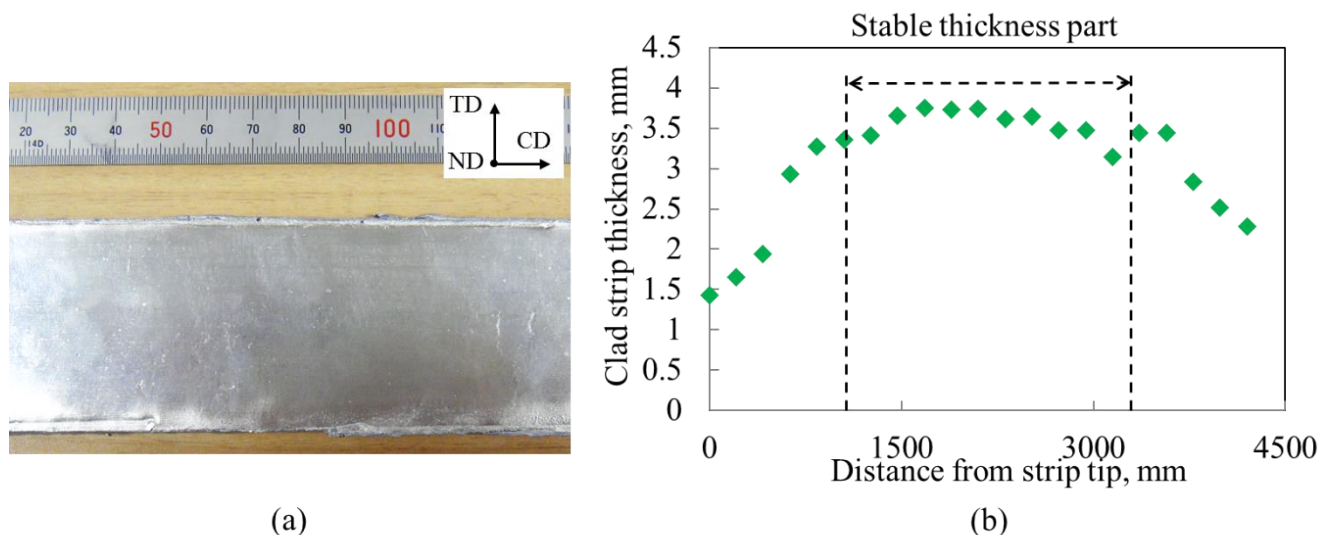 20 30 40 50 60 70 80 90 100
TD
CD
ND
Stable thickness part
Clad strip thickness, mm
4.5
4
3.5
3
2.5
2
1.5
1
0.5
0
0 1500 3000 4500
Distance from strip tip, mm
(a)
(b)